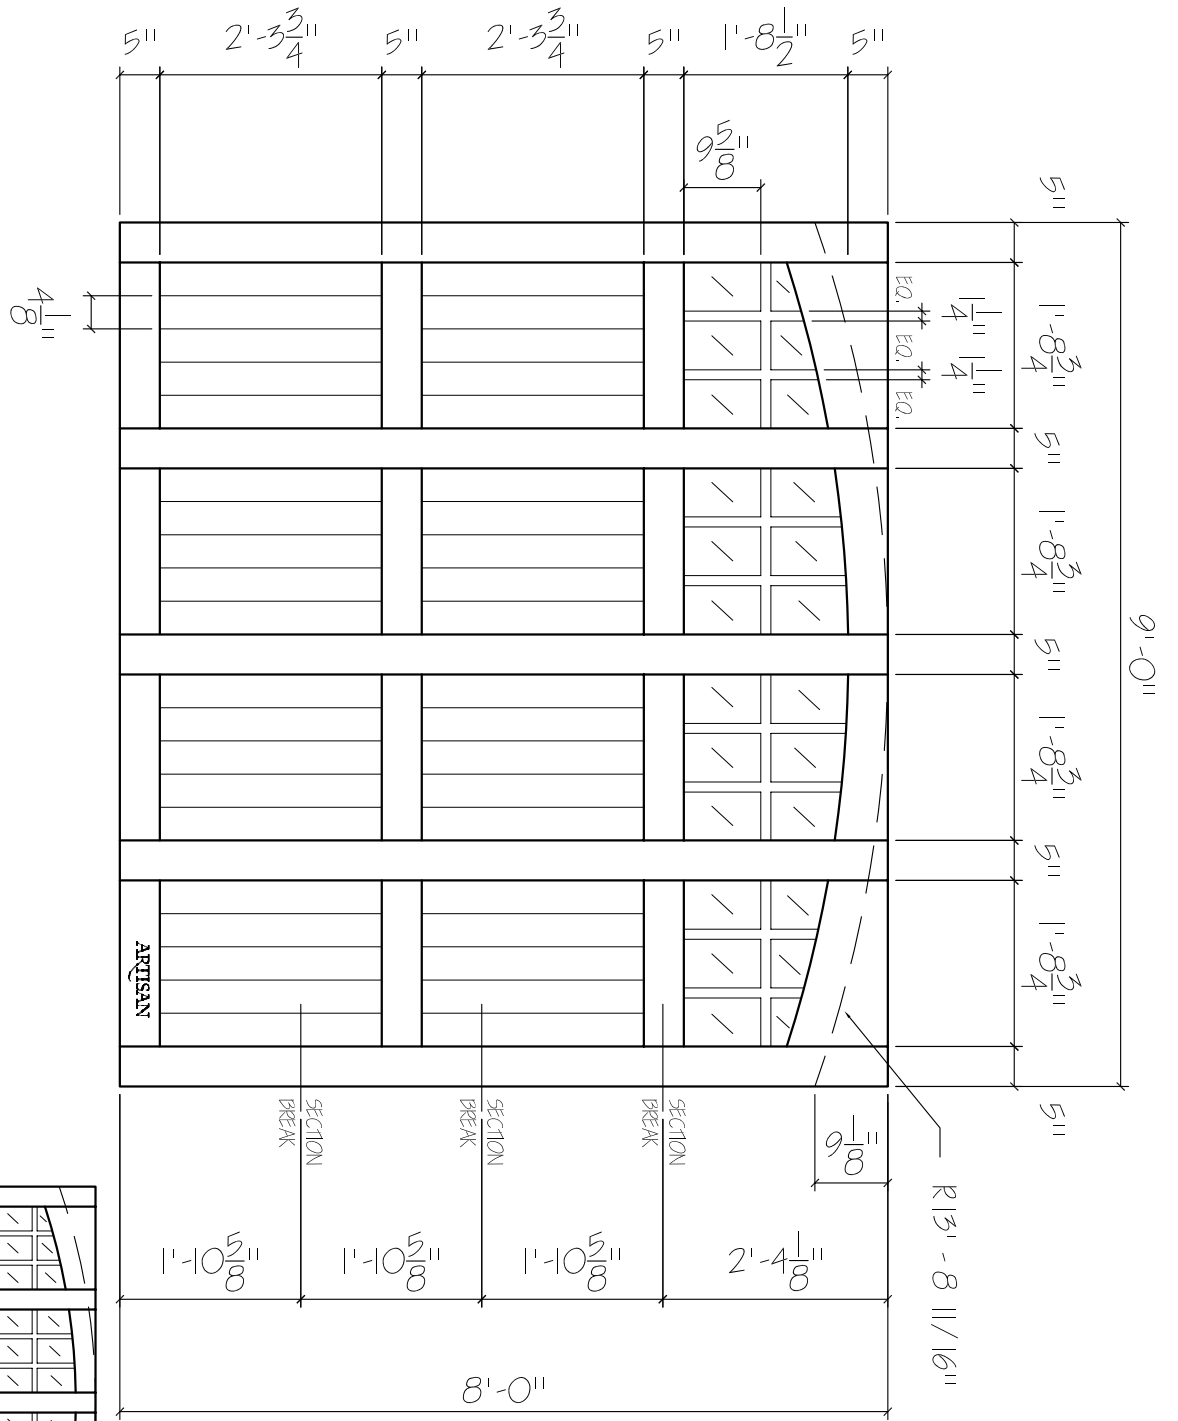 5"
2'-3 3/4"
5"
2'-3 3/4"
5"
1'-8 1/2"
5"
9 5/8"
5"
1'-8 3/4"
5"
1'-8 3/4"
5"
1'-8 3/4"
5"
1'-8 3/4"
5"
9'-0"
EQ.
1 1/4"
EQ.
1 1/4"
EQ.
4 1/8"
ARTISAN
SECTION
BREAK
SECTION
BREAK
SECTION
BREAK
9 1/8"
R 13' - 8 11/16"
1'-10 5/8"
1'-10 5/8"
1'-10 5/8"
2'-4 1/8"
8'-0"